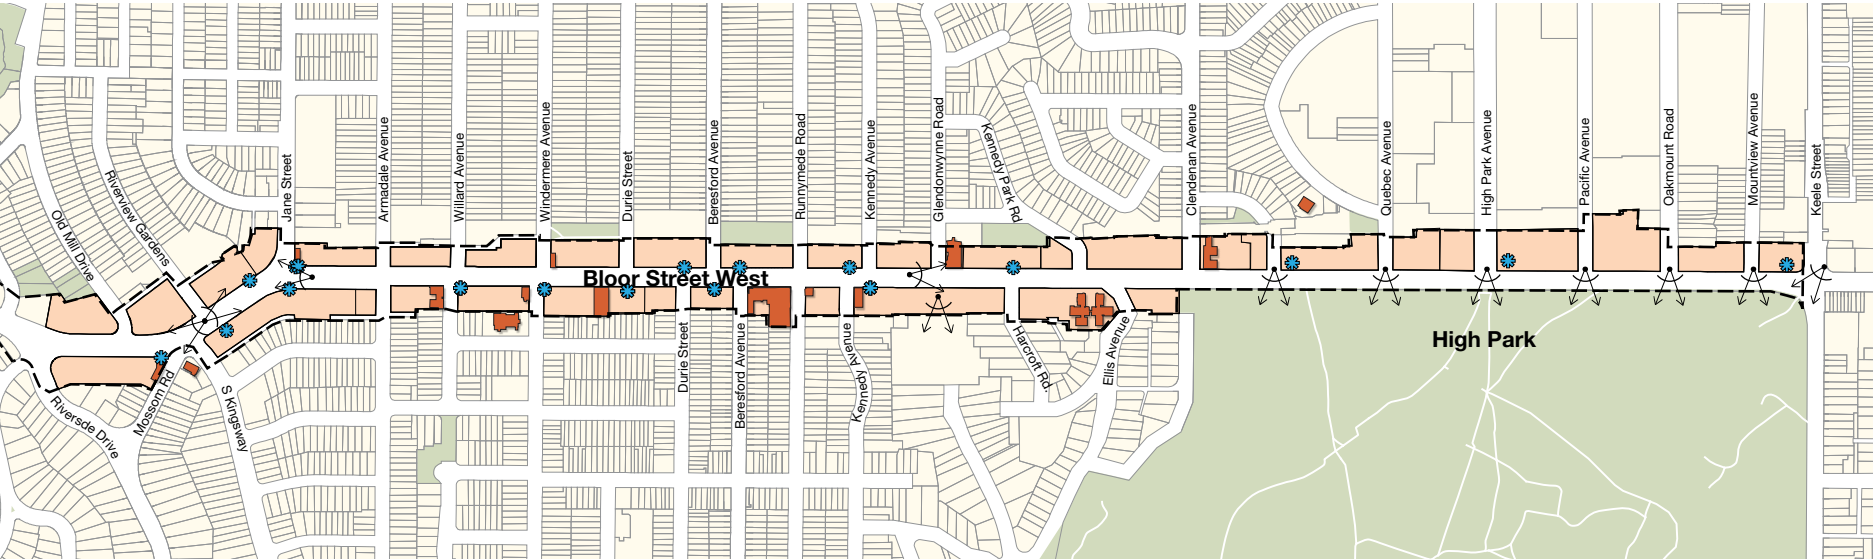 Old Mill Drive
Riverview Gardens
Jane Street
Armadale Avenue
Willard Avenue
Windermere Avenue
Durie Street
Beresford Avenue
Runnymede Road
Kennedy Avenue
Glendonwynne Road
Kennedy Park Rd
Clendenan Avenue
Quebec Avenue
High Park Avenue
Pacific Avenue
Oakmount Road
Mountview Avenue
Keele Street
Bloor Street West
High Park
Riversde Drive
Mossom Rd
S Kingsway
Durie Street
Beresford Avenue
Kennedy Avenue
Harcroft Rd.
Ellis Avenue